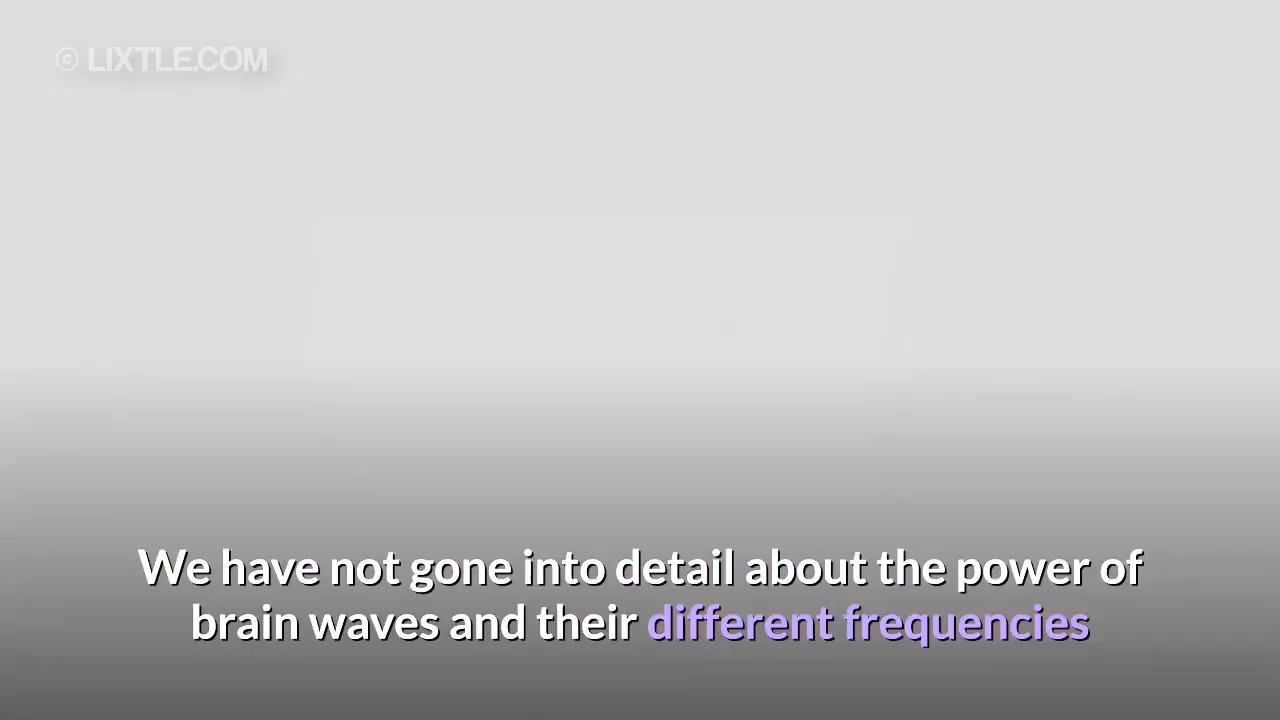 © LIXTLE.COM
We have not gone into detail about the power of
brain waves and their different frequencies